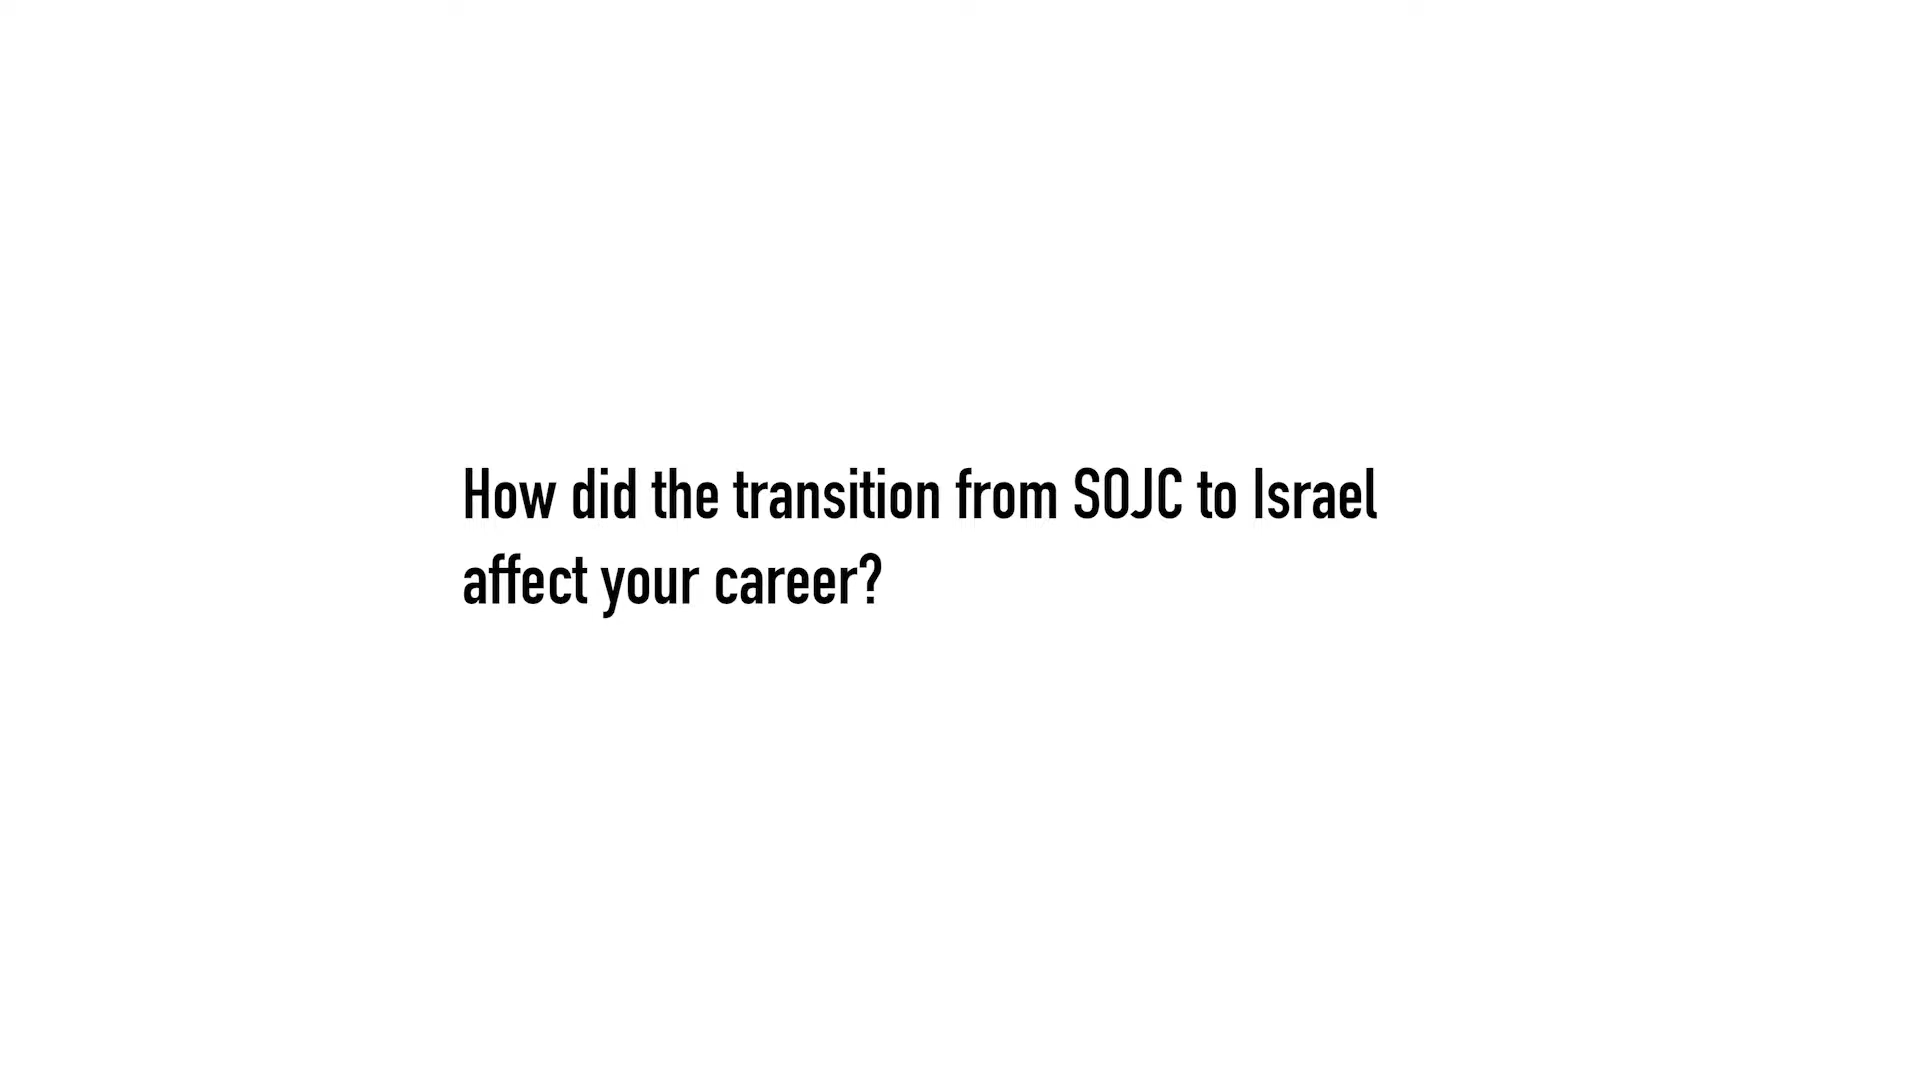 How did the transition from SOJC to Israel
affect your career?